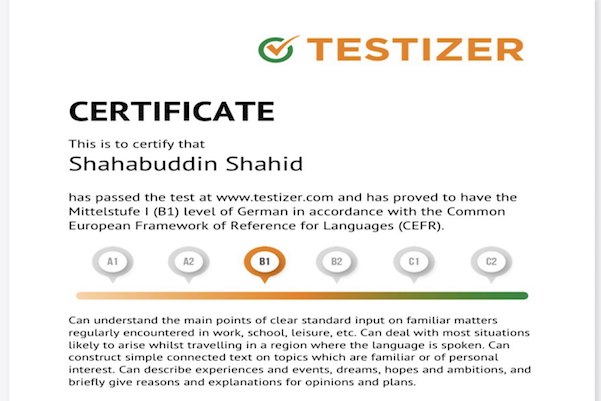 TESTIZER
CERTIFICATE
This is to certify that
Shahabuddin Shahid
has passed the test at www.testizer.com and has proved to have the
Mittelstufe I (B1) level of German in accordance with the Common
European Framework of Reference for Languages (CEFR).
A1 A2 B1 B2 C1 C2
Can understand the main points of clear standard input on familiar matters
regularly encountered in work, school, leisure, etc. Can deal with most situations
likely to arise whilst travelling in a region where the language is spoken. Can
construct simple connected text on topics which are familiar or of personal
interest. Can describe experiences and events, dreams, hopes and ambitions, and
briefly give reasons and explanations for opinions and plans.